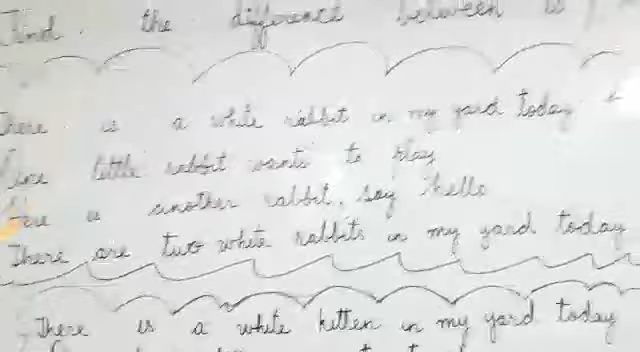 Find the difference between
There is a white rabbit in my yard today
little rabbit wants to play
Here is another rabbit, say hello
There are two white rabbits in my yard today
There is a white kitten in my yard today